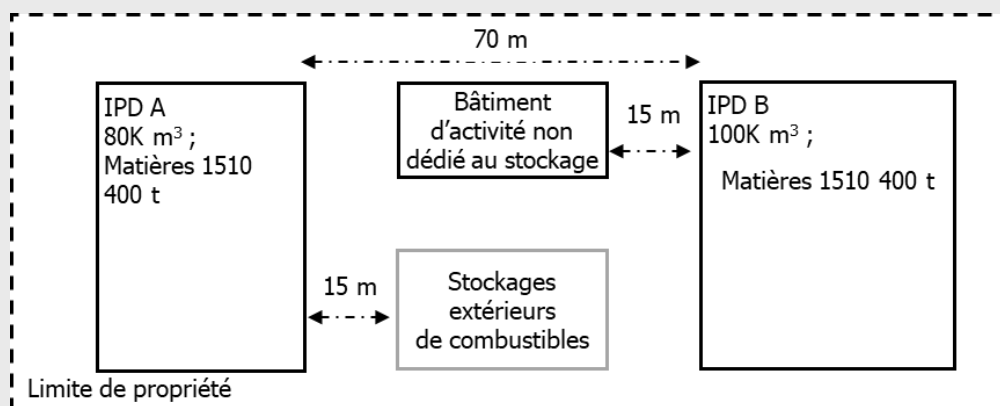 70 m
IPD A
80K m³ ;
Matières 1510
400 t
Bâtiment
d’activité non
dédié au stockage
15 m
IPD B
100K m³ ;
Matières 1510 400 t
15 m
Stockages
extérieurs
de combustibles
Limite de propriété